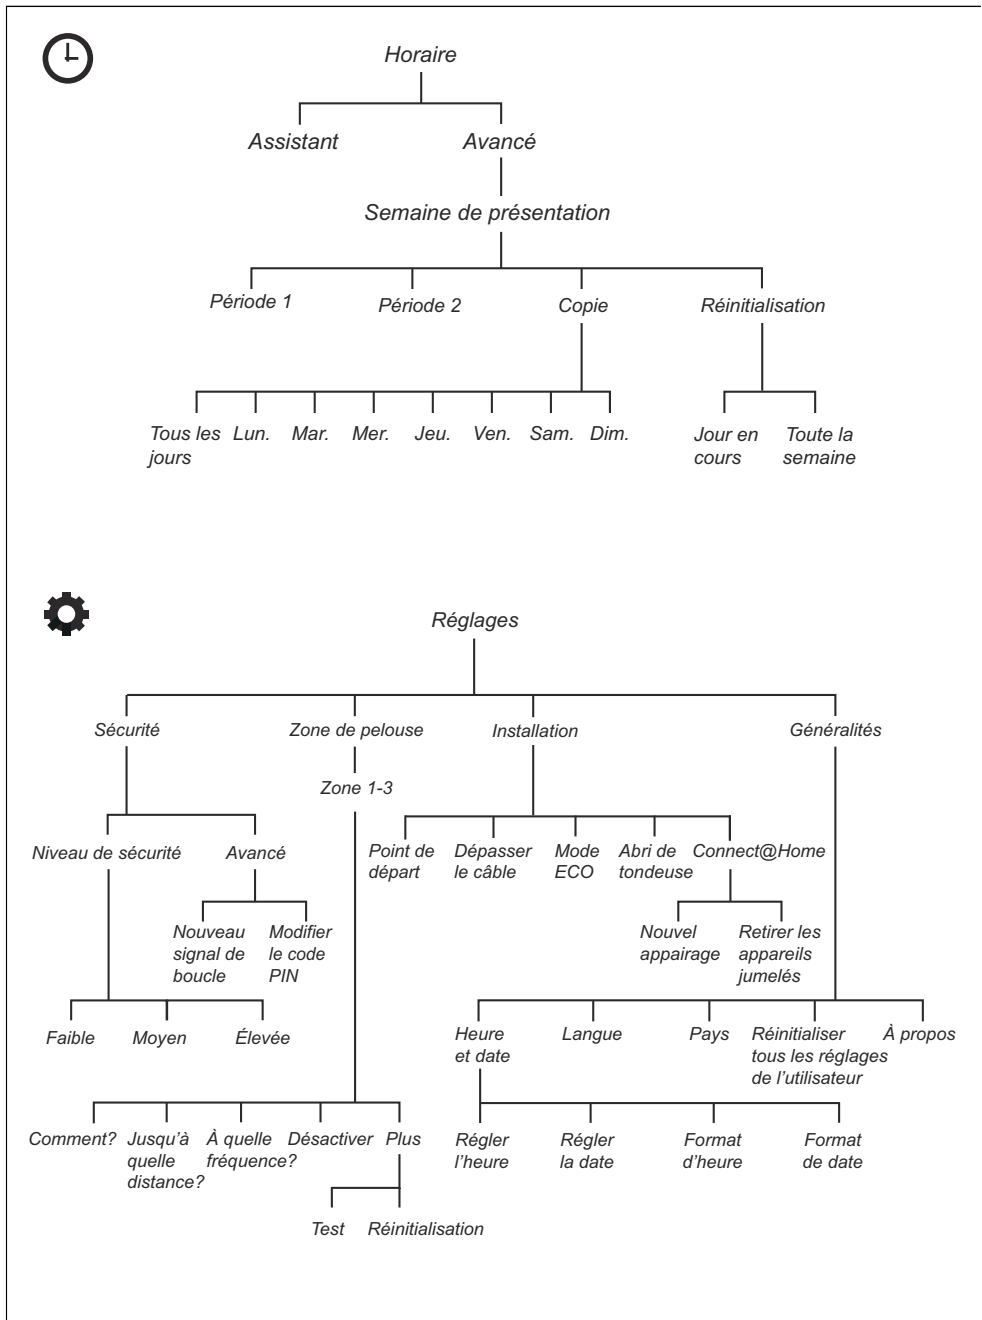 Horaire
Assistant
Avancé
Semaine de présentation
Période 1
Période 2
Copie
Réinitialisation
Tous les
jours
Lun.
Mar.
Mer.
Jeu.
Ven.
Sam.
Dim.
Jour en
cours
Toute la
semaine
Réglages
Sécurité
Zone de pelouse
Installation
Généralités
Zone 1-3
Niveau de sécurité
Avancé
Point de
départ
Dépasser
le câble
Mode
ECO
Abri de
tondeuse
Connect@Home
Nouveau
signal de
boucle
Modifier
le code
PIN
Nouvel
appairage
Retirer les
appareils
jumelés
Faible
Moyen
Élevée
Heure
et date
Langue
Pays
Réinitialiser
tous les réglages
de l'utilisateur
À propos
Comment?
Jusqu'à
quelle
distance?
À quelle
fréquence?
Désactiver
Plus
Régler
l'heure
Régler
la date
Format
d'heure
Format
de date
Test
Réinitialisation